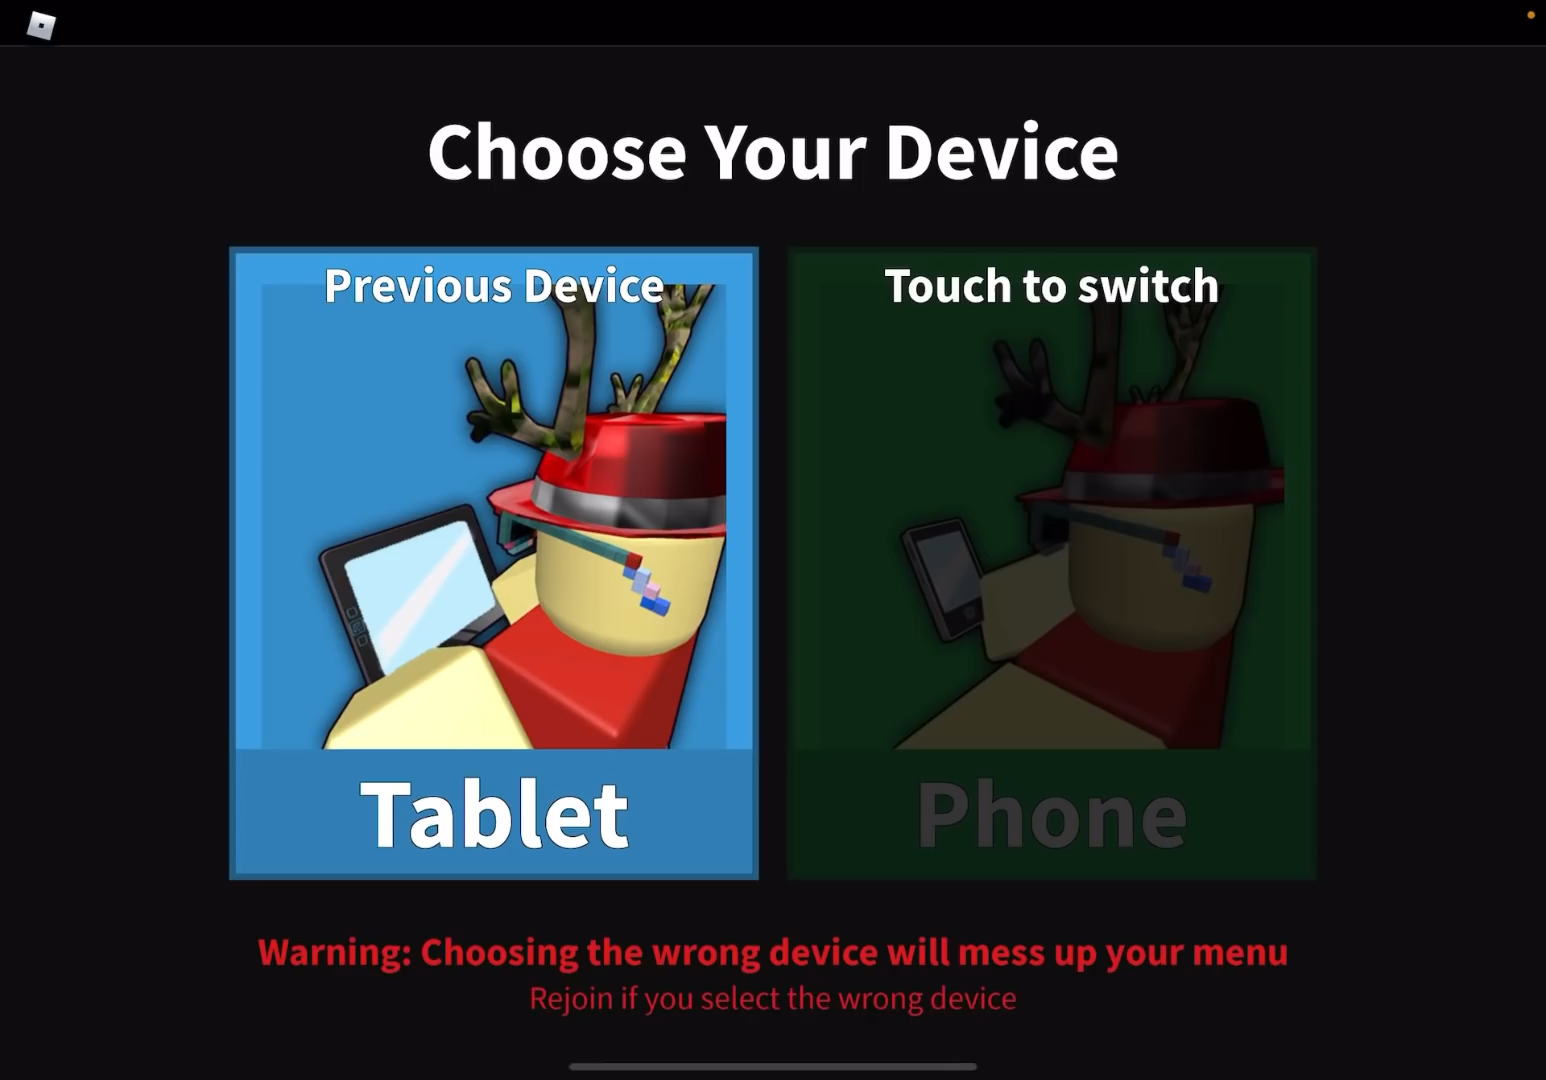 Choose Your Device
Previous Device
Tablet
Touch to switch
Phone
Warning: Choosing the wrong device will mess up your menu
Rejoin if you select the wrong device